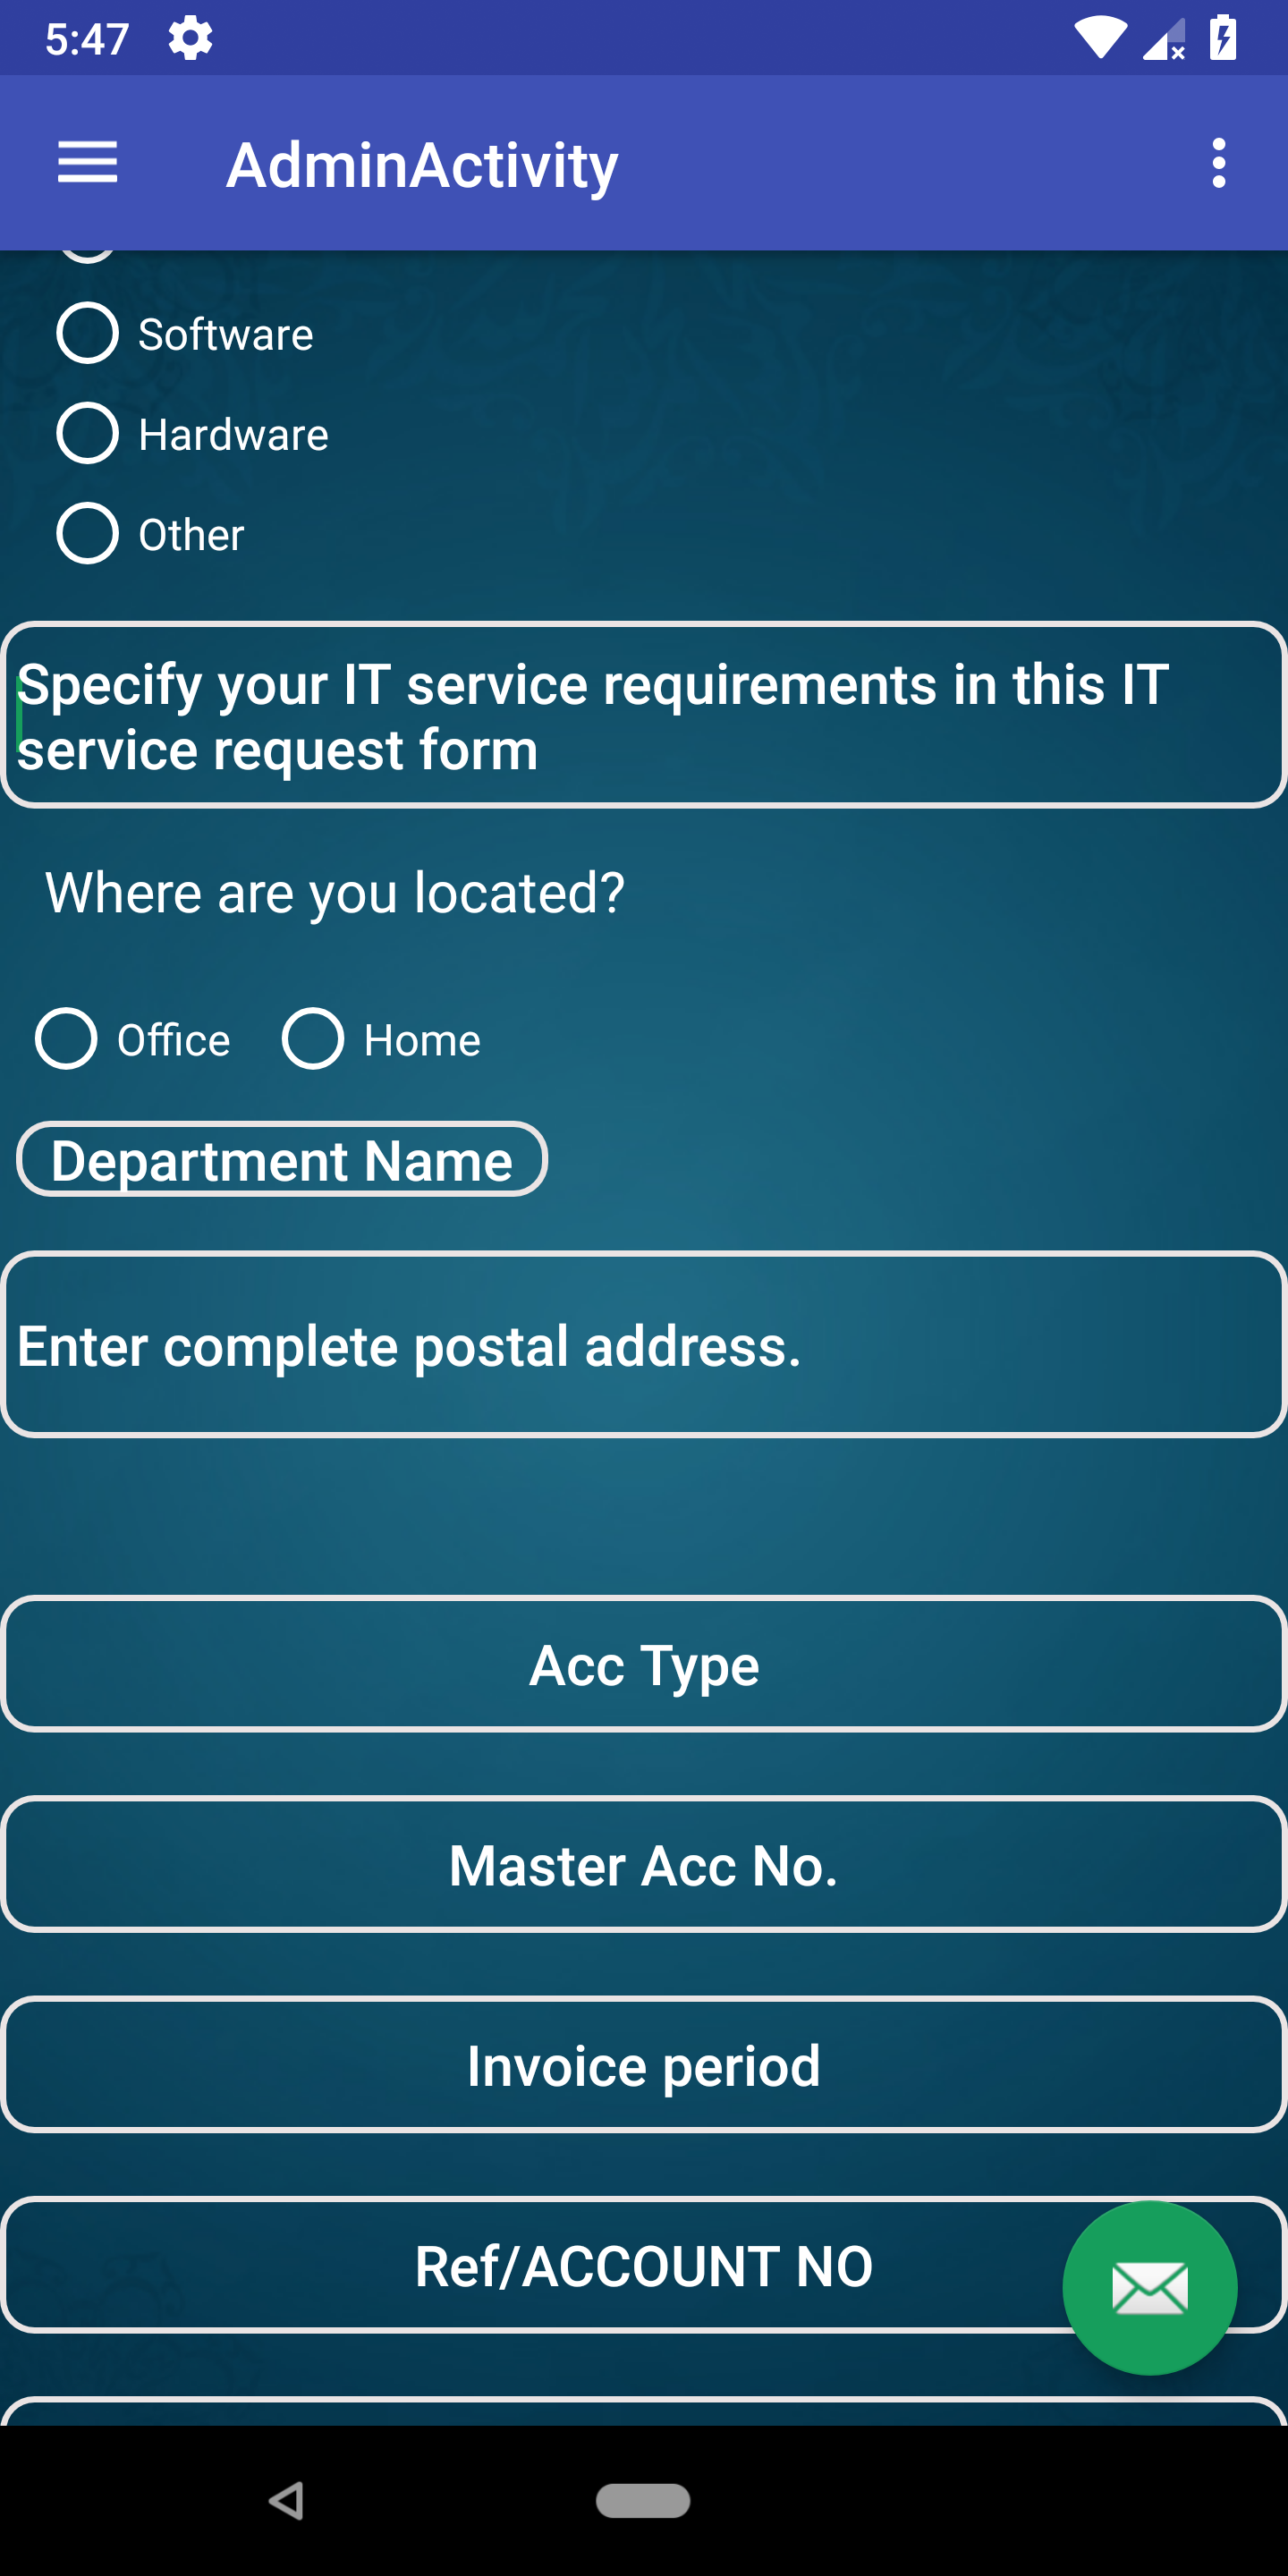 5:47
AdminActivity
Software
Hardware
Other
Specify your IT service requirements in this IT
service request form
Where are you located?
Office Home
Department Name
Enter complete postal address.
Acc Type
Master Acc No.
Invoice period
Ref/ACCOUNT NO